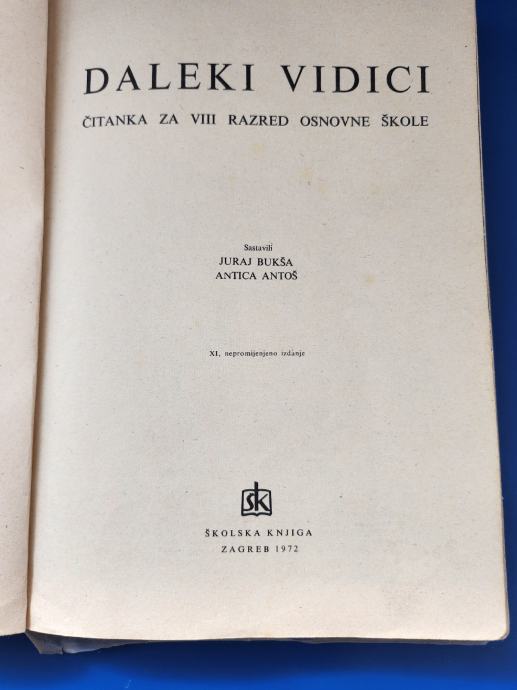 DALEKI VIDICI
ČITANKA ZA VIII RAZRED OSNOVNE ŠKOLE
Sastavili
JURAJ BUKŠA
ANTICA ANTOŠ
XI, nepromijenjeno izdanje
ŠK
ŠKOLSKA KNJIGA
ZAGREB 1972